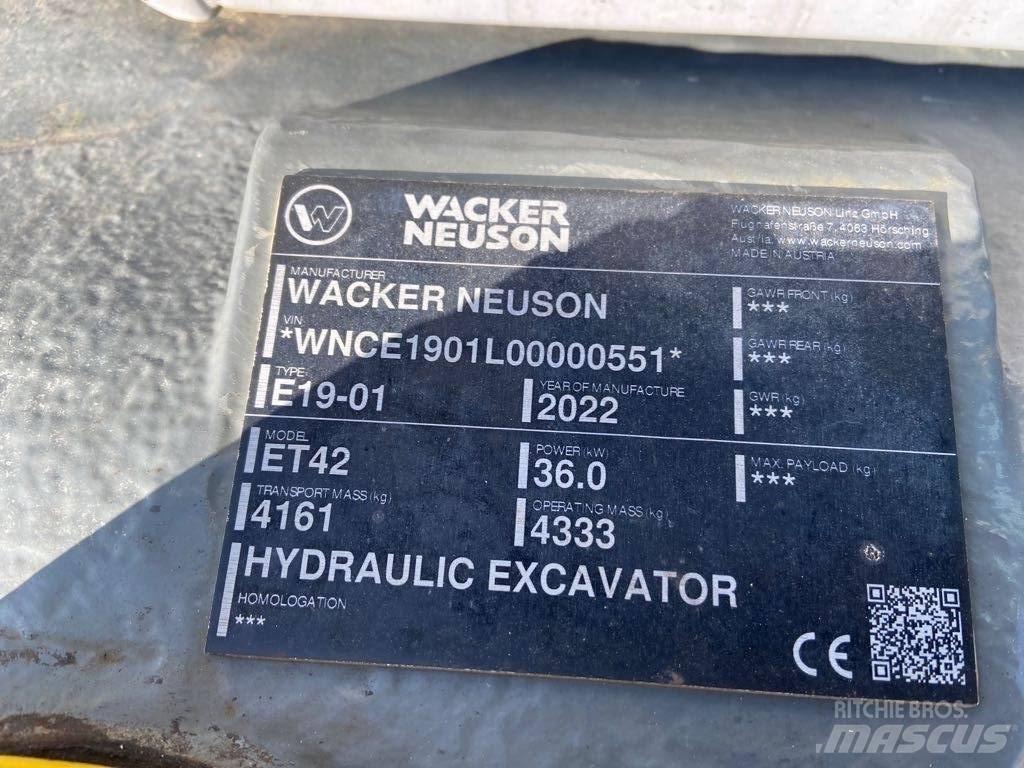 W
WACKER
NEUSON
WACKER NEUSON Linz GmbH
Flughafenstraße 7, 4063 Hörsching
Austria, www.wackerneuson.com
MADE IN AUSTRIA
MANUFACTURER
WACKER NEUSON
VIN
*WNCE1901L00000551*
TYPE
E19-01
YEAR OF MANUFACTURE
2022
GAWR FRONT (kg)
***
GAWR REAR (kg)
***
GWR (kg)
***
MODEL
ET42
POWER (kW)
36.0
MAX. PAYLOAD (kg)
***
TRANSPORT MASS (kg)
4161
OPERATING MASS (kg)
4333
HYDRAULIC EXCAVATOR
HOMOLOGATION
***
CE
RITCHIE BROS.
MASCUS